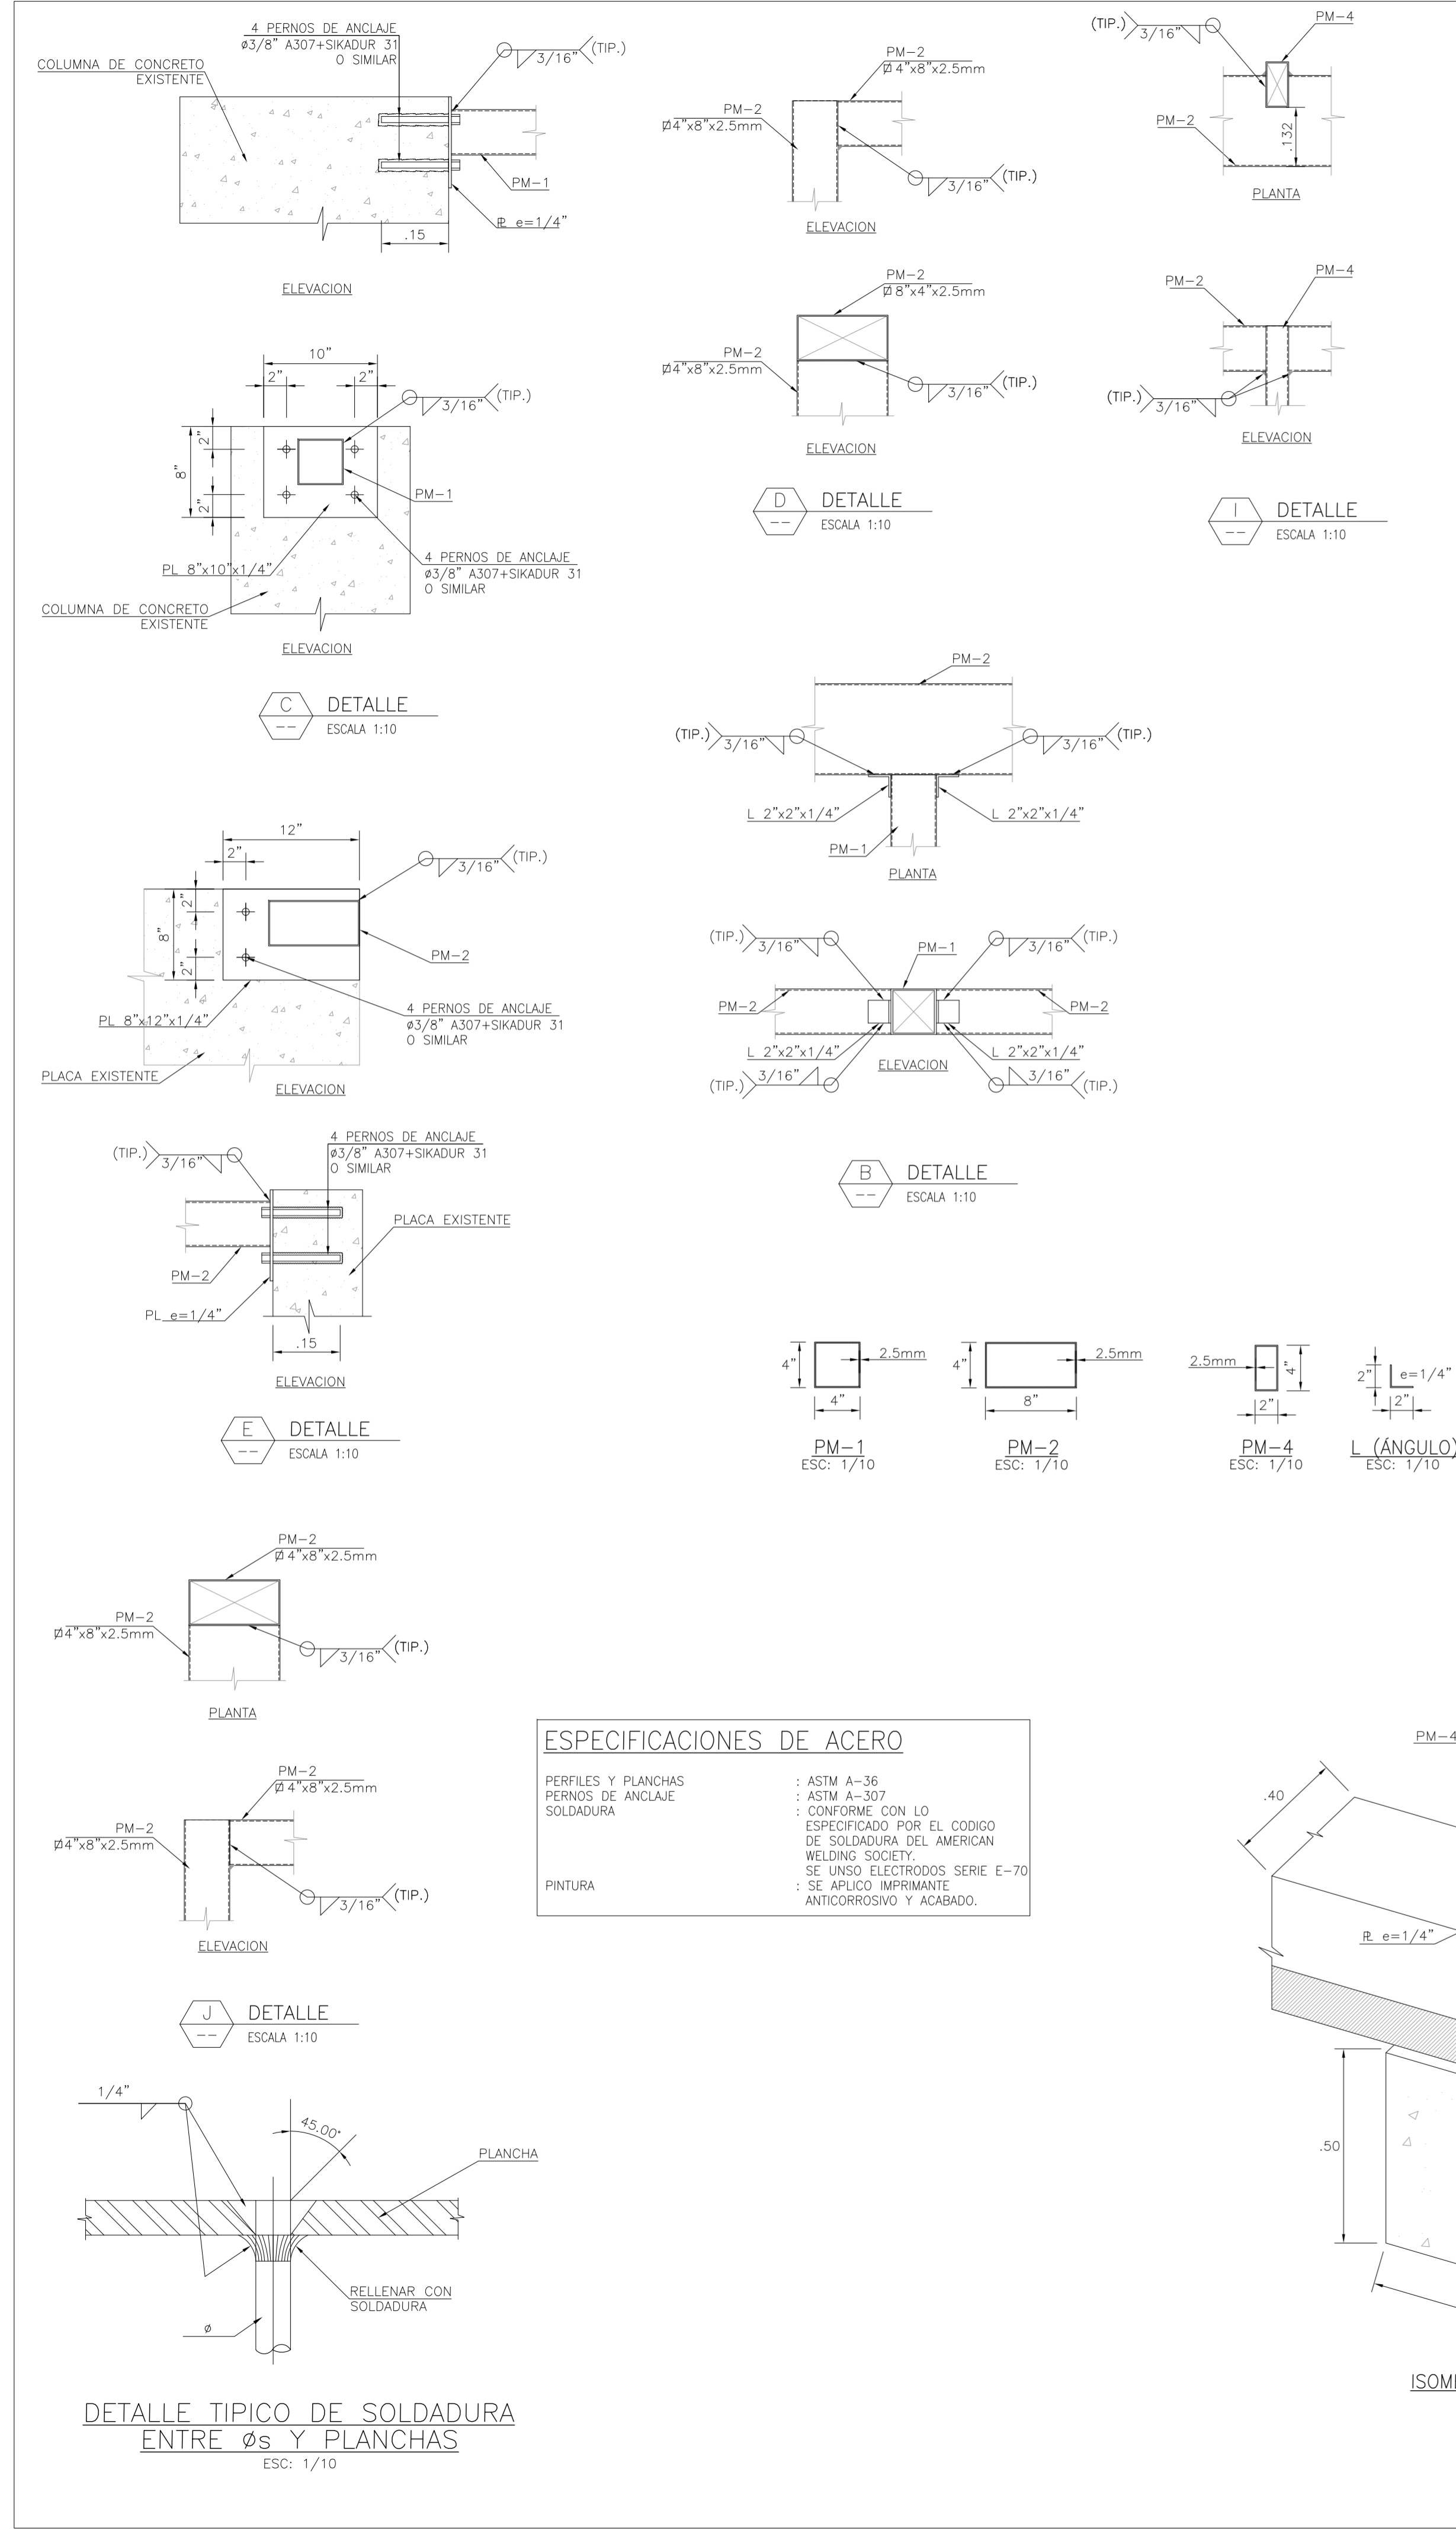 4 PERNOS DE ANCLAJE
ø3/8" A307+SIKADUR 31
O SIMILAR
COLUMNA DE CONCRETO
EXISTENTE
3/16"
(TIP.)
PM-1
PL e=1/4"
.15
ELEVACION
10"
2"
2"
3/16"
(TIP.)
8"
2"
2"
PM-1
PL 8"x10"x1/4"
4 PERNOS DE ANCLAJE
ø3/8" A307+SIKADUR 31
O SIMILAR
COLUMNA DE CONCRETO
EXISTENTE
ELEVACION
C
--
DETALLE
ESCALA 1:10
12"
2"
3/16"
(TIP.)
8"
2"
2"
PM-2
4 PERNOS DE ANCLAJE
ø3/8" A307+SIKADUR 31
O SIMILAR
PL 8"x12"x1/4"
PLACA EXISTENTE
ELEVACION
(TIP.)
3/16"
4 PERNOS DE ANCLAJE
ø3/8" A307+SIKADUR 31
O SIMILAR
PLACA EXISTENTE
PM-2
PL e=1/4"
.15
ELEVACION
E
--
DETALLE
ESCALA 1:10
PM-2
4"x8"x2.5mm
PM-2
4"x8"x2.5mm
3/16"
(TIP.)
PLANTA
PM-2
4"x8"x2.5mm
PM-2
4"x8"x2.5mm
3/16"
(TIP.)
ELEVACION
J
--
DETALLE
ESCALA 1:10
1/4"
45.00°
PLANCHA
RELLENAR CON
SOLDADURA
ø
DETALLE TIPICO DE SOLDADURA
ENTRE Øs Y PLANCHAS
ESC: 1/10
PM-2
4"x8"x2.5mm
PM-2
4"x8"x2.5mm
3/16"
(TIP.)
ELEVACION
PM-2
8"x4"x2.5mm
PM-2
4"x8"x2.5mm
3/16"
(TIP.)
ELEVACION
D
--
DETALLE
ESCALA 1:10
(TIP.)
3/16"
PM-4
PM-2
.132
PLANTA
PM-2
PM-4
(TIP.)
3/16"
ELEVACION
I
--
DETALLE
ESCALA 1:10
PM-2
(TIP.)
3/16"
3/16"
(TIP.)
L 2"x2"x1/4"
L 2"x2"x1/4"
PM-1
PLANTA
(TIP.)
3/16"
PM-1
3/16"
(TIP.)
PM-2
PM-2
L 2"x2"x1/4"
L 2"x2"x1/4"
ELEVACION
(TIP.)
3/16"
3/16"
(TIP.)
B
--
DETALLE
ESCALA 1:10
4"
2.5mm
4"
PM-1
ESC: 1/10
4"
2.5mm
8"
PM-2
ESC: 1/10
2.5mm
4"
2"
PM-4
ESC: 1/10
2"
e=1/4"
2"
L (ÁNGULO)
ESC: 1/10
ESPECIFICACIONES DE ACERO
PERFILES Y PLANCHAS : ASTM A-36
PERNOS DE ANCLAJE : ASTM A-307
SOLDADURA : CONFORME CON LO
ESPECIFICADO POR EL CODIGO
DE SOLDADURA DEL AMERICAN
WELDING SOCIETY.
SE UNSO ELECTRODOS SERIE E-70
PINTURA : SE APLICO IMPRIMANTE
ANTICORROSIVO Y ACABADO.
PM-4
.40
PL e=1/4"
.50